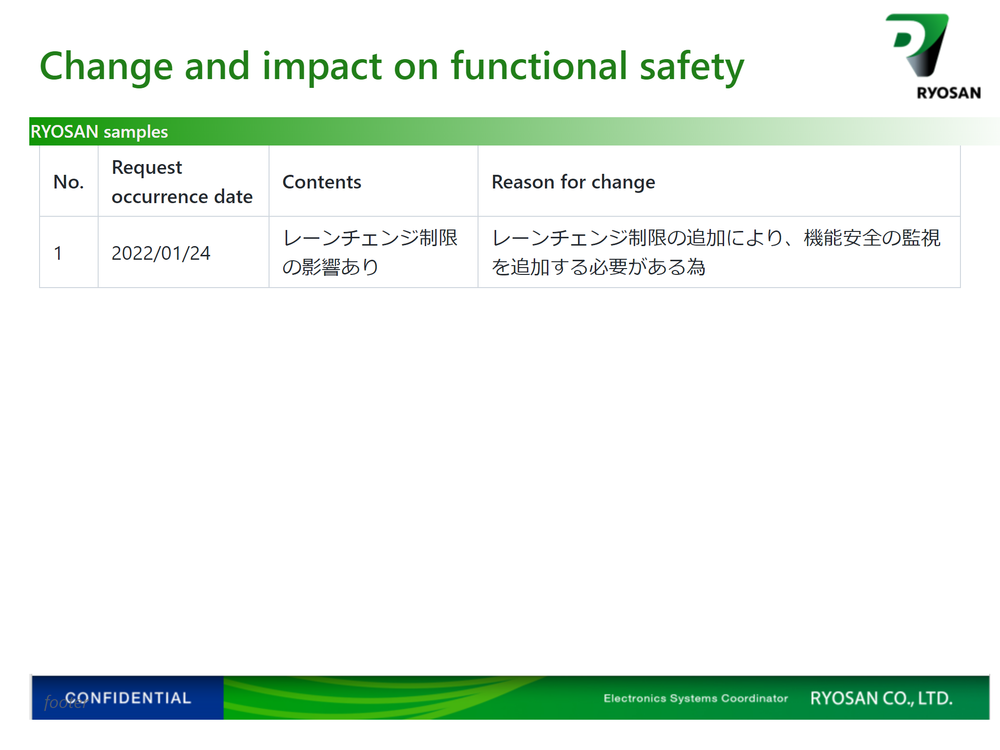 Change and impact on functional safety
RYOSAN
RYOSAN samples
No.
Request
occurrence date
Contents
Reason for change
1
2022/01/24
レーンチェンジ制限
の影響あり
レーンチェンジ制限の追加により、機能安全の監視
を追加する必要がある為
footer
CONFIDENTIAL
Electronics Systems Coordinator
RYOSAN CO., LTD.